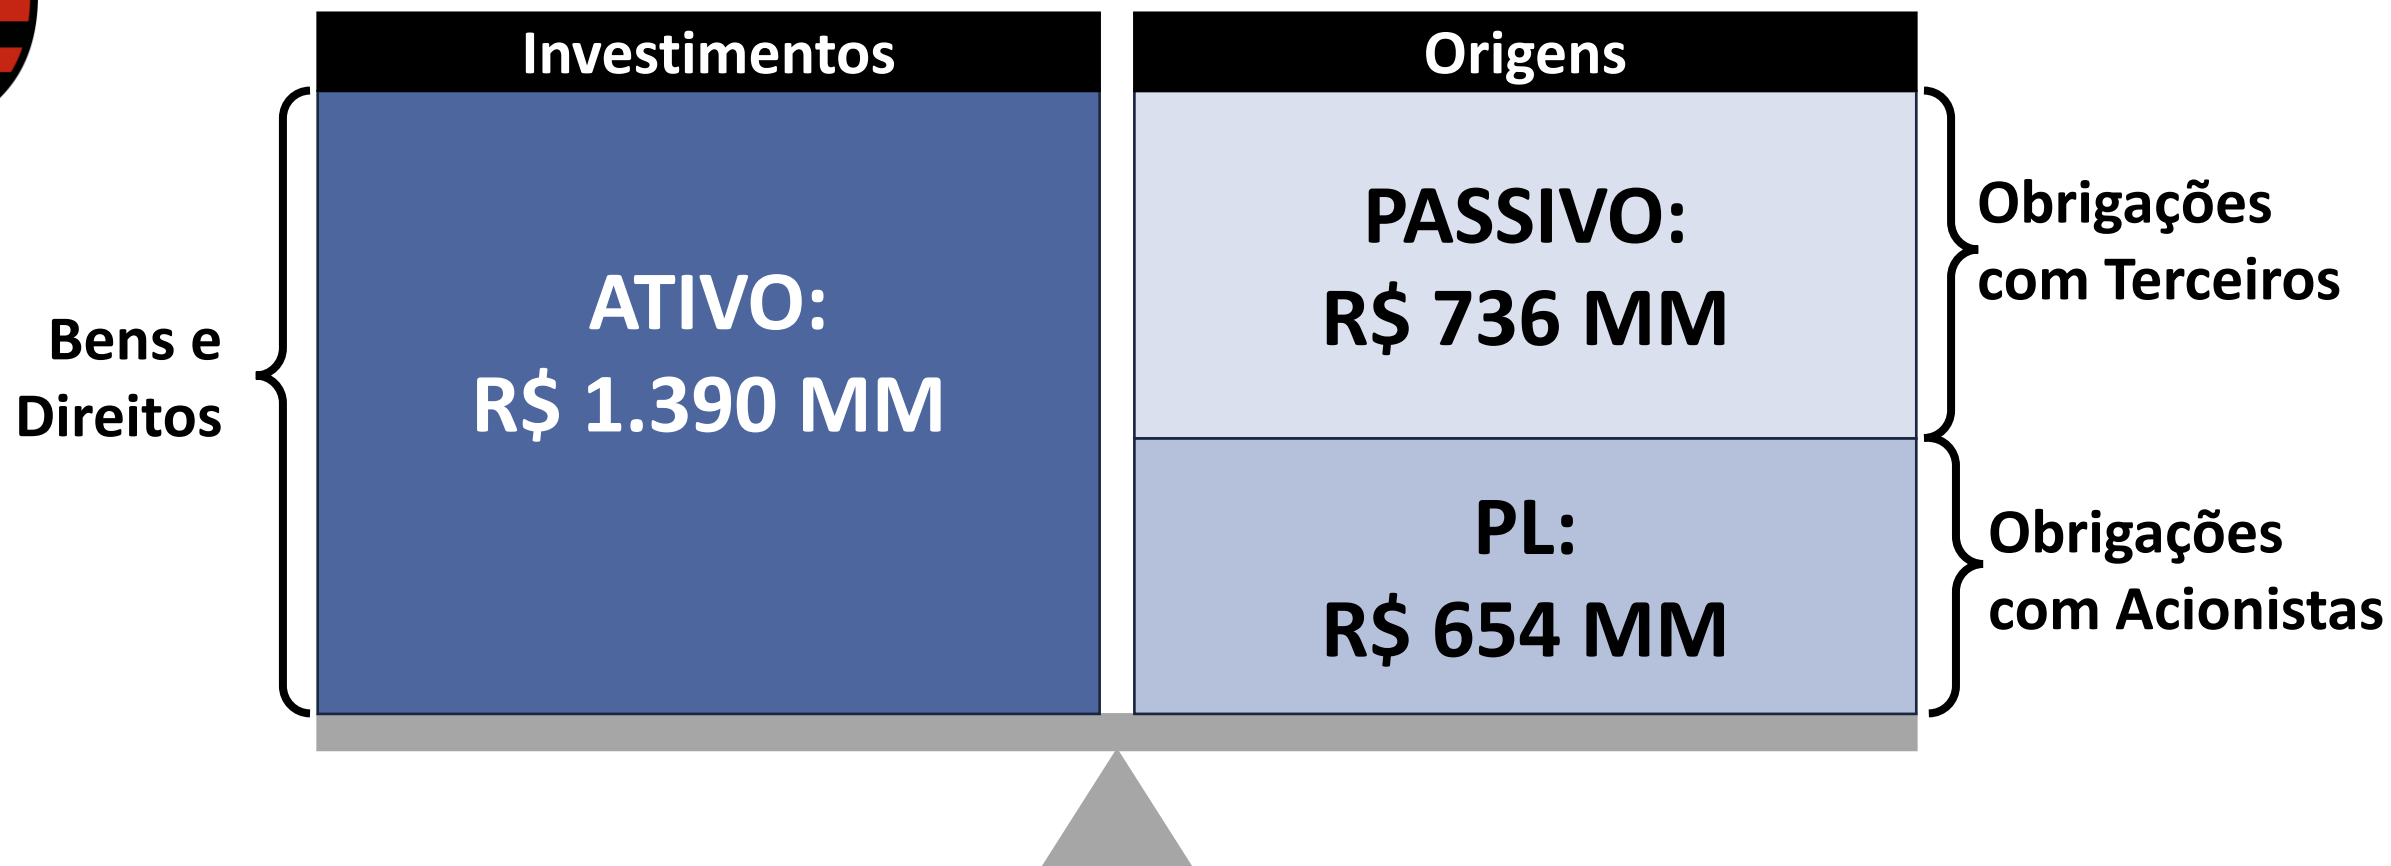 Investimentos
Origens
Bens e
Direitos
ATIVO:
R$ 1.390 MM
PASSIVO:
R$ 736 MM
PL:
R$ 654 MM
Obrigações
com Terceiros
Obrigações
com Acionistas